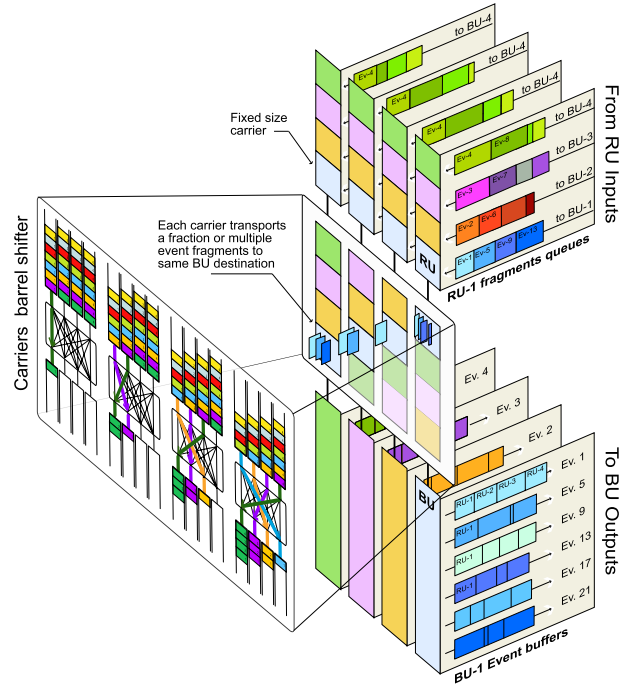 to BU-4
to BU-4
to BU-4
to BU-4
to BU-3
to BU-2
to BU-1
Ev-4
Ev-4
Ev-4
Ev-4
Ev-8
Ev-3
Ev-7
Ev-2
Ev-6
Ev-1
Ev-5
Ev-9
Ev-13
RU
RU-1 fragments queues
From RU Inputs
Fixed size
carrier
Each carrier transports
a fraction or multiple
event fragments to
same BU destination
Carriers barrel shifter
Ev. 4
Ev. 3
Ev. 2
Ev. 1
Ev. 5
Ev. 9
Ev. 13
Ev. 17
Ev. 21
BU
RU-1
RU-2
RU-3
RU-4
RU-1
RU-1
RU-1
BU-1 Event buffers
To BU Outputs